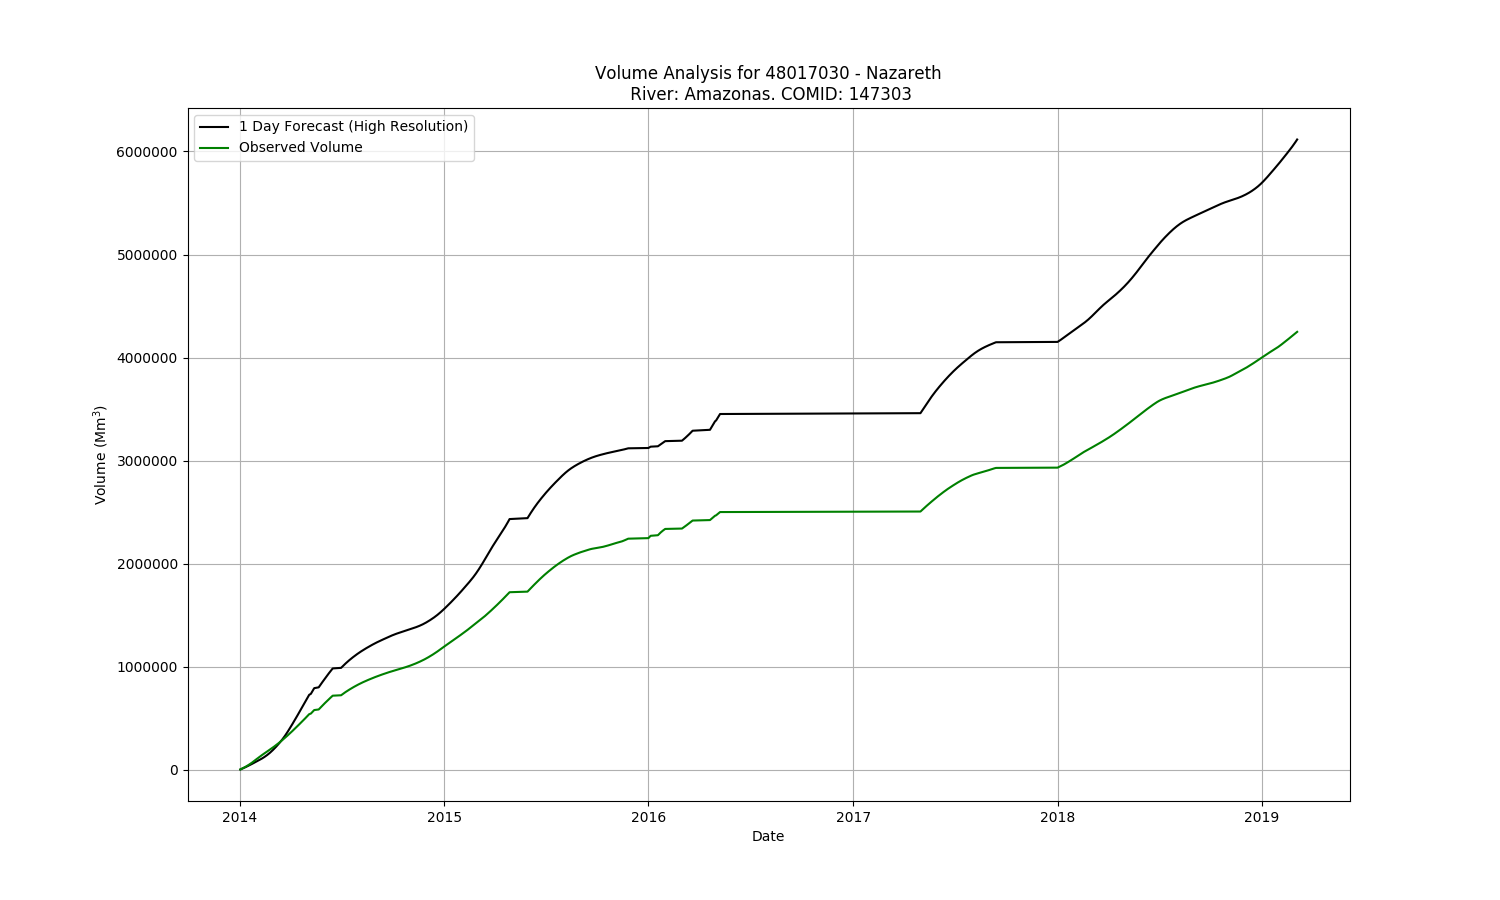 Volume Analysis for 48017030 - Nazareth
River: Amazonas. COMID: 147303
1 Day Forecast (High Resolution)
Observed Volume
6000000
5000000
4000000
3000000
2000000
1000000
0
Volume (Mm³)
2014 2015 2016 2017 2018 2019
Date